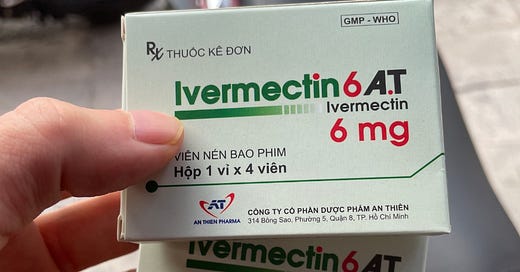 GMP - WHO
Rx THUỐC KÊ ĐƠN
Ivermectin 6 A.T
Ivermectin
6 mg
VIÊN NÉN BAO PHIM
Hộp 1 vỉ x 4 viên
AT
AN THIEN PHARMA
CÔNG TY CỔ PHẦN DƯỢC PHẨM AN THIÊN
314 Bông Sao, Phường 5, Quận 8, TP. Hồ Chí Minh
Ivermectin 6 A.T